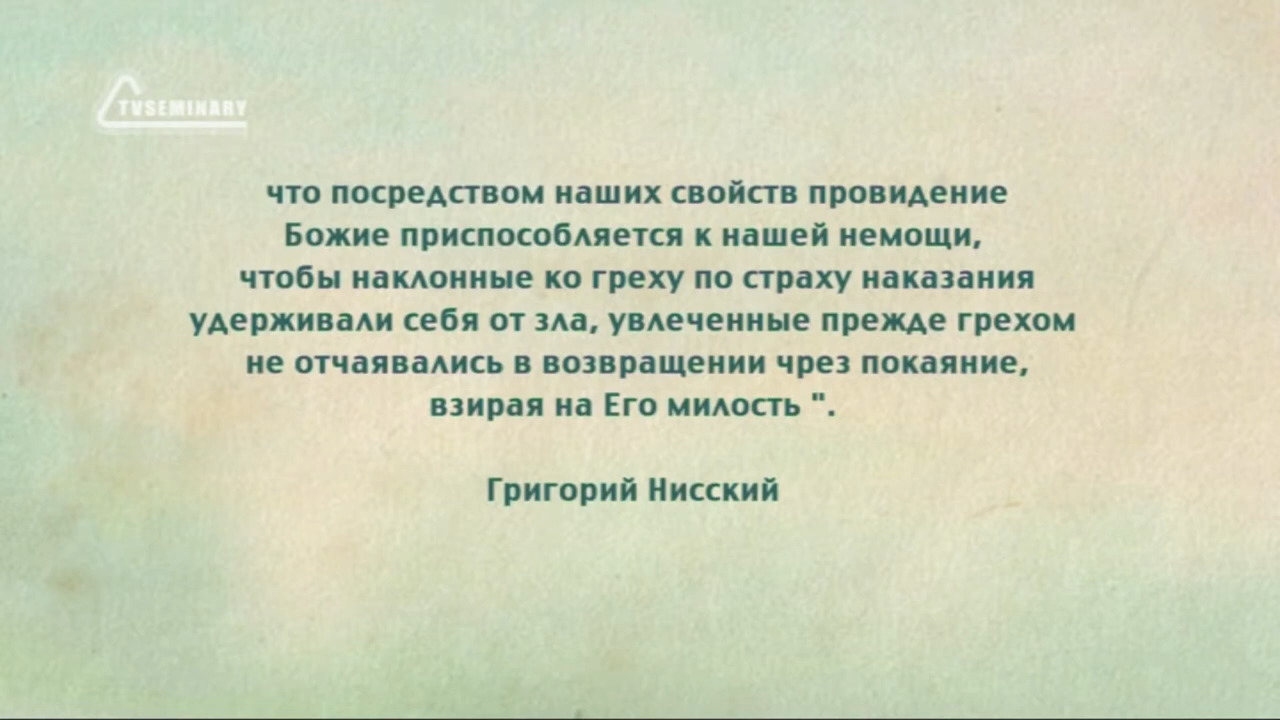 TVSEMINARY
что посредством наших свойств провидение
Божие приспособляется к нашей немощи,
чтобы наклонные ко греху по страху наказания
удерживали себя от зла, увлеченные прежде грехом
не отчаявались в возвращении чрез покаяние,
взирая на Его милость ".
Григорий Нисский